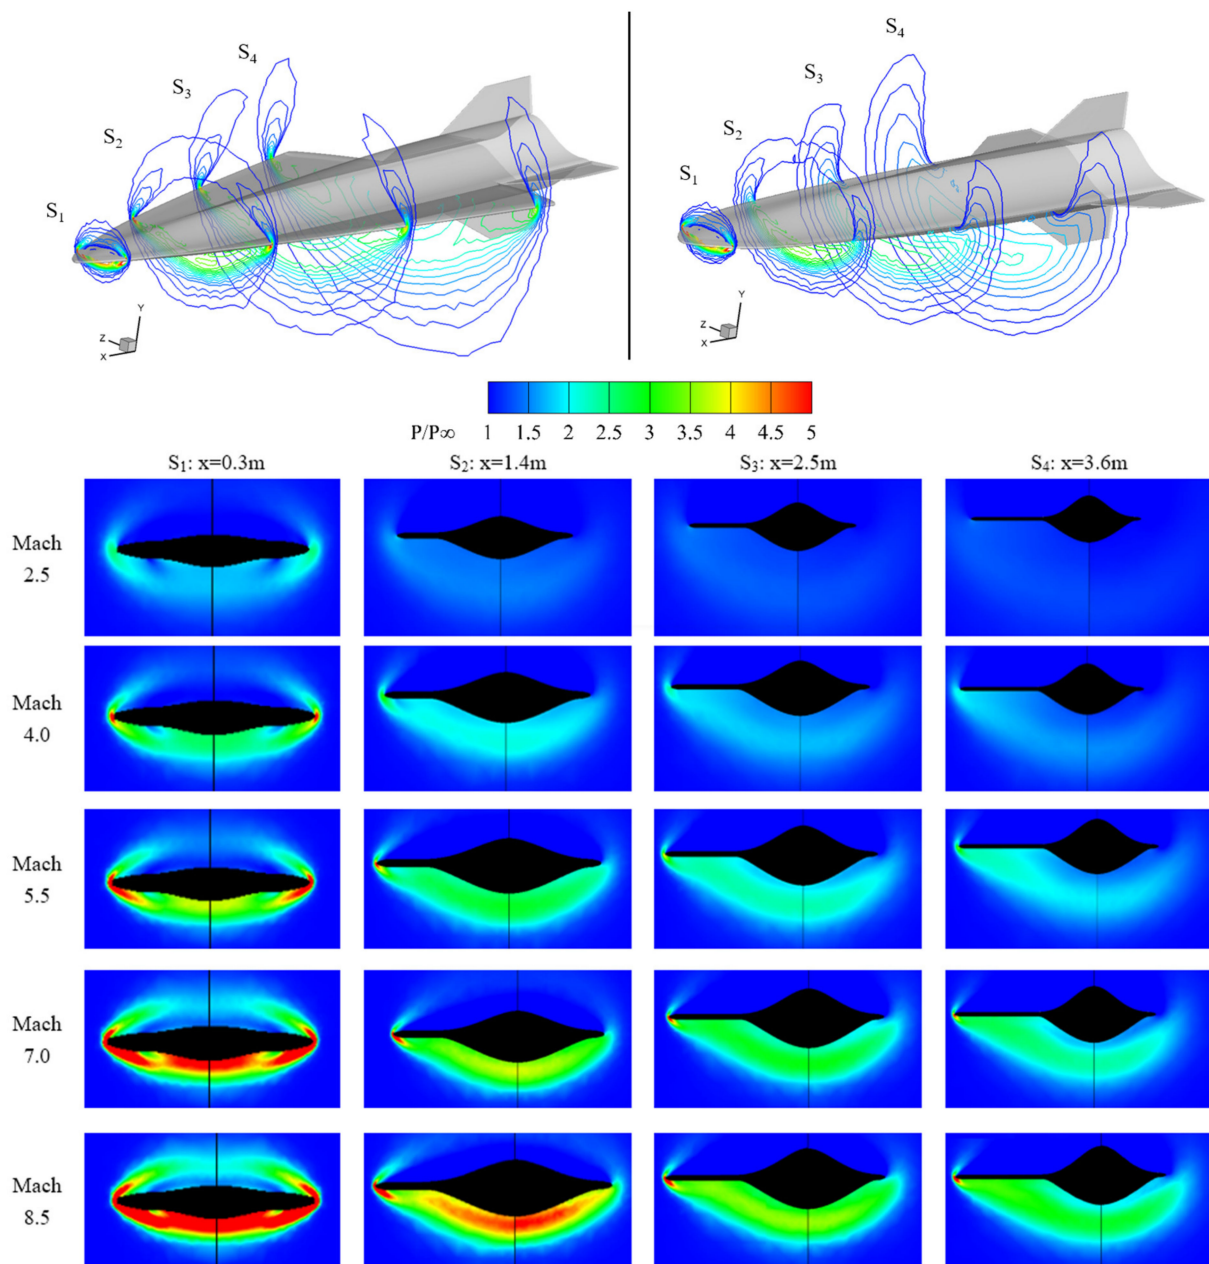 S₄
S₃
S₂
S₁
Y
Z
X
S₄
S₃
S₂
S₁
Y
Z
X
P/P∞ 1 1.5 2 2.5 3 3.5 4 4.5 5
S₁: x=0.3m S₂: x=1.4m S₃: x=2.5m S₄: x=3.6m
Mach
2.5
Mach
4.0
Mach
5.5
Mach
7.0
Mach
8.5